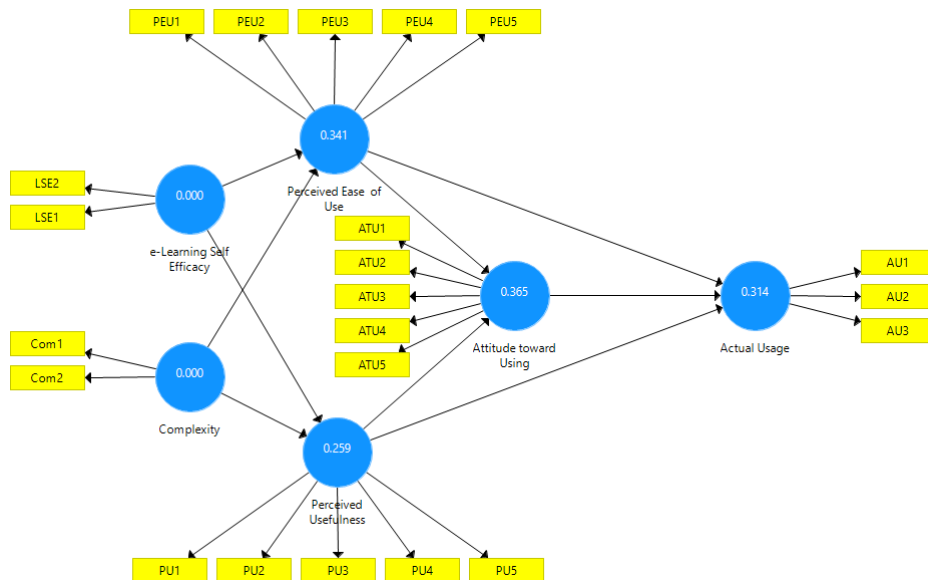 PEU1 PEU2 PEU3 PEU4 PEU5
0.341
Perceived Ease of
Use
LSE2
LSE1
0.000
e-Learning Self
Efficacy
ATU1
ATU2
ATU3
ATU4
ATU5
0.365
Attitude toward
Using
0.314
Actual Usage
AU1
AU2
AU3
Com1
Com2
0.000
Complexity
0.259
Perceived
Usefulness
PU1 PU2 PU3 PU4 PU5